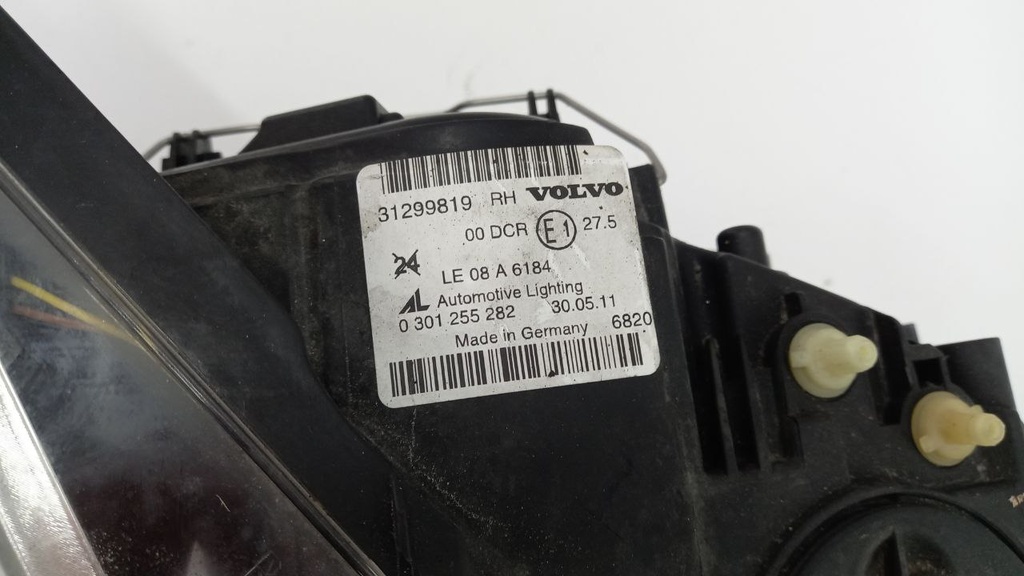 31299819 RH VOLVO
00 DCR E1 27.5
24
LE 08 A 6184
AL Automotive Lighting
0 301 255 282 30.05.11
Made in Germany 6820